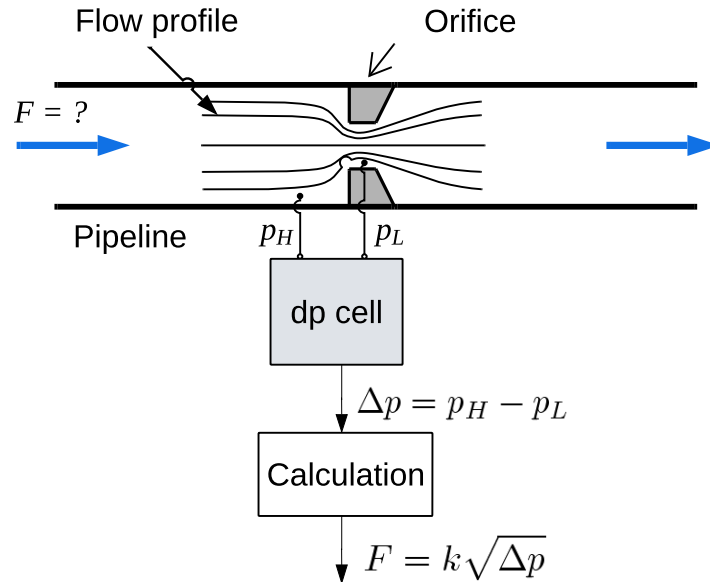 Flow profile
Orifice
F = ?
Pipeline
p_H
p_L
dp cell
Δp = p_H − p_L
Calculation
F = k√Δp